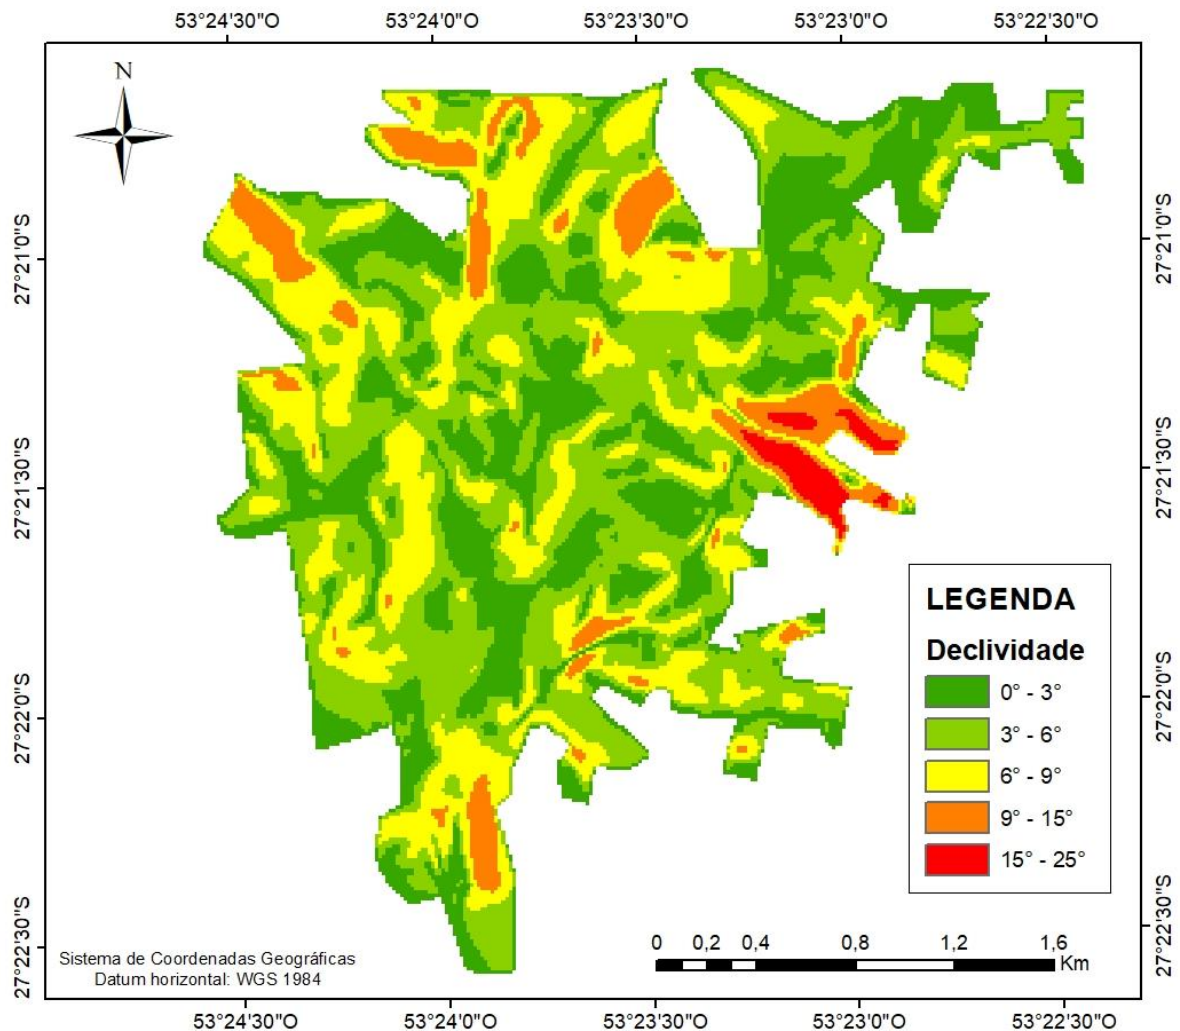 53°24'30"O 53°24'0"O 53°23'30"O 53°23'0"O 53°22'30"O
N
27°21'0"S
27°21'30"S
27°22'0"S
27°22'30"S
27°21'0"S
27°21'30"S
27°22'0"S
27°22'30"S
LEGENDA
Declividade
0° - 3°
3° - 6°
6° - 9°
9° - 15°
15° - 25°
0 0,2 0,4 0,8 1,2 1,6
Km
Sistema de Coordenadas Geográficas
Datum horizontal: WGS 1984
53°24'30"O 53°24'0"O 53°23'30"O 53°23'0"O 53°22'30"O